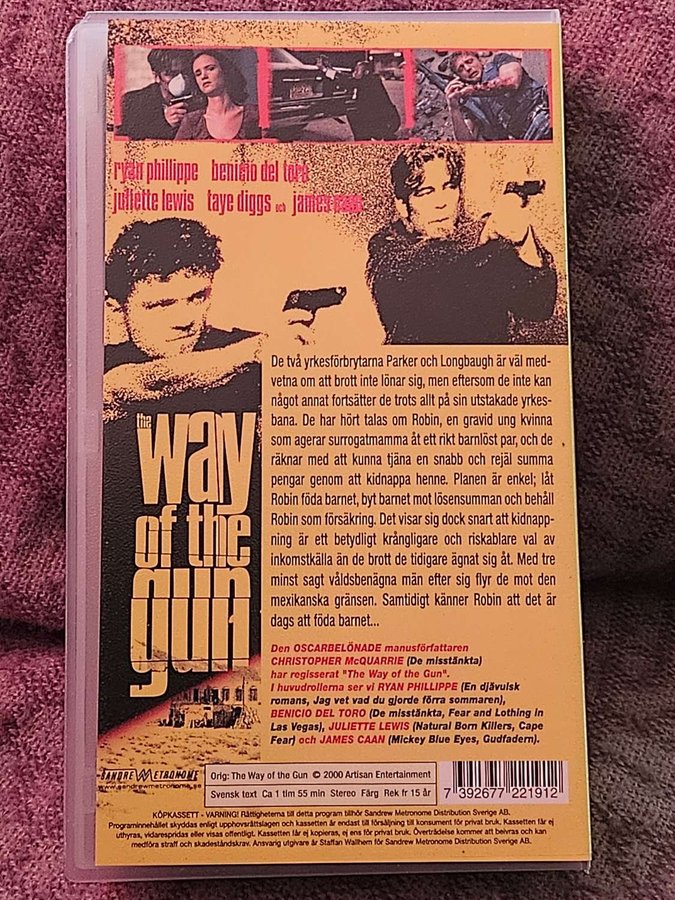 ryan phillippe benicio del toro
juliette lewis taye diggs och james caan
the
way
of the
gun
De två yrkesförbrytarna Parker och Longbaugh är väl med-
vetna om att brott inte lönar sig, men eftersom de inte kan
något annat fortsätter de trots allt på sin utstakade yrkes-
bana. De har hört talas om Robin, en gravid ung kvinna
som agerar surrogatmamma åt ett rikt barnlöst par, och de
räknar med att kunna tjäna en snabb och rejäl summa
pengar genom att kidnappa henne. Planen är enkel; låt
Robin föda barnet, byt barnet mot lösensumman och behåll
Robin som försäkring. Det visar sig dock snart att kidnapp-
ning är ett betydligt krångligare och riskablare val av
inkomstkälla än de brott de tidigare ägnat sig åt. Med tre
minst sagt våldsbenägna män efter sig flyr de mot den
mexikanska gränsen. Samtidigt känner Robin att det är
dags att föda barnet...
Den OSCARBELÖNADE manusförfattaren
CHRISTOPHER McQUARRIE (De misstänkta)
har regisserat "The Way of the Gun".
I huvudrollerna ser vi RYAN PHILLIPPE (En djävulsk
romans, Jag vet vad du gjorde förra sommaren),
BENICIO DEL TORO (De misstänkta, Fear and Lothing in
Las Vegas), JULIETTE LEWIS (Natural Born Killers, Cape
Fear) och JAMES CAAN (Mickey Blue Eyes, Gudfadern).
SANDREW METRONOME
www.sandrewmetronome.se
Orig: The Way of the Gun © 2000 Artisan Entertainment
Svensk text Ca 1 tim 55 min Stereo Färg Rek fr 15 år
7 392677 221912
KÖPKASSETT - VARNING! Rättigheterna till detta program tillhör Sandrew Metronome Distribution Sverige AB.
Programinnehållet skyddas enligt upphovsrättslagen och kassetten är endast till försäljning till konsument för privat bruk. Kassetten får ej
uthyras, vidarespridas eller visas offentligt. Kassetten får ej kopieras, ej ens för privat bruk. Överträdelse kommer att beivras och kan
medföra straff och skadeståndskrav. Ansvarig utgivare är Staffan Wallhem för Sandrew Metronome Distribution Sverige AB.